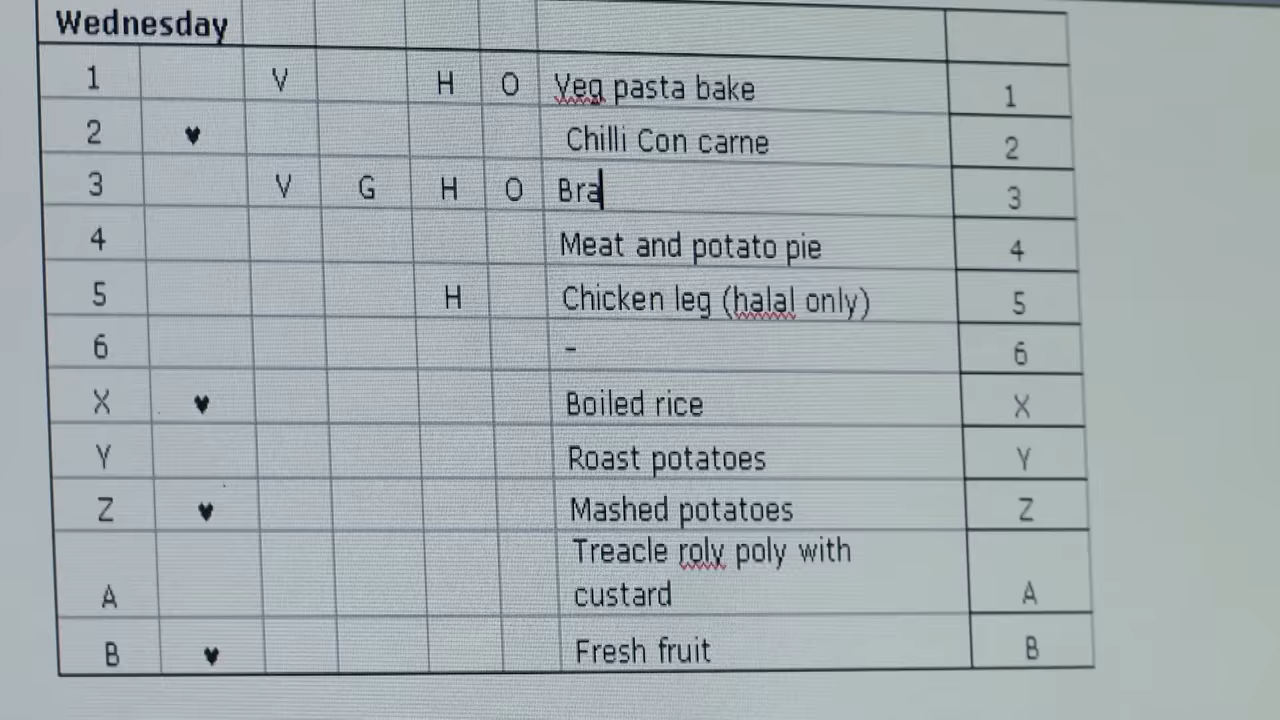 Wednesday
1 V H O Veg pasta bake 1
2 ♥ Chilli Con carne 2
3 V G H O Bra 3
4 Meat and potato pie 4
5 H Chicken leg (halal only) 5
6 - 6
X ♥ Boiled rice X
Y Roast potatoes Y
Z ♥ Mashed potatoes Z
Treacle roly poly with
A custard A
B ♥ Fresh fruit B